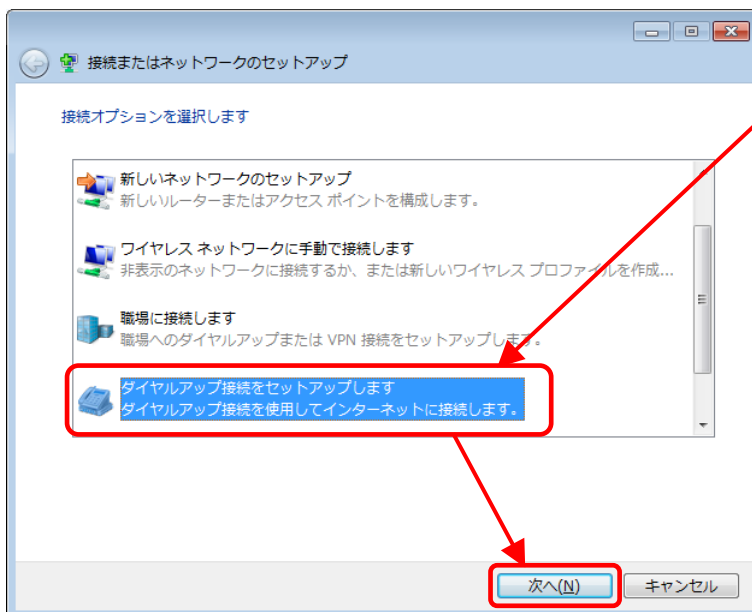 接続またはネットワークのセットアップ
接続オプションを選択します
新しいネットワークのセットアップ
新しいルーターまたはアクセス ポイントを構成します。
ワイヤレス ネットワークに手動で接続します
非表示のネットワークに接続するか、または新しいワイヤレス プロファイルを作成...
職場に接続します
職場へのダイヤルアップまたは VPN 接続をセットアップします。
ダイヤルアップ接続をセットアップします
ダイヤルアップ接続を使用してインターネットに接続します。
次へ(N)
キャンセル